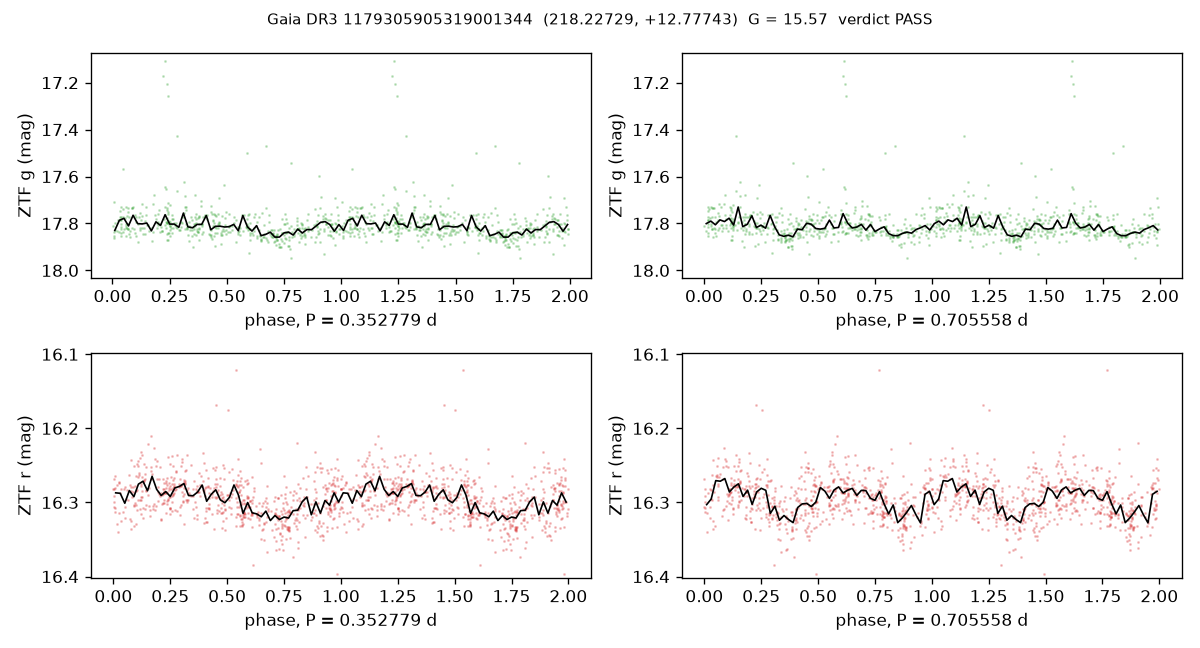 Gaia DR3 1179305905319001344  (218.22729, +12.77743)  G = 15.57  verdict PASS
ZTF g (mag)
17.2
17.4
17.6
17.8
18.0
0.00 0.25 0.50 0.75 1.00 1.25 1.50 1.75 2.00
phase, P = 0.352779 d
ZTF g (mag)
17.2
17.4
17.6
17.8
18.0
0.00 0.25 0.50 0.75 1.00 1.25 1.50 1.75 2.00
phase, P = 0.705558 d
ZTF r (mag)
16.1
16.2
16.3
16.4
0.00 0.25 0.50 0.75 1.00 1.25 1.50 1.75 2.00
phase, P = 0.352779 d
ZTF r (mag)
16.1
16.2
16.3
16.4
0.00 0.25 0.50 0.75 1.00 1.25 1.50 1.75 2.00
phase, P = 0.705558 d